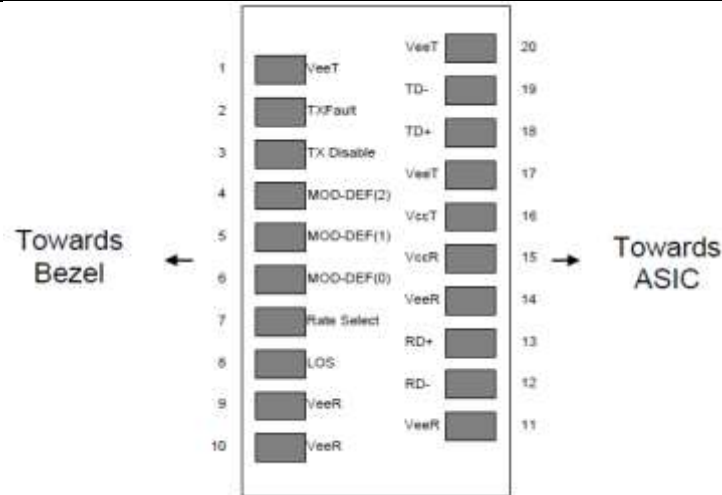 VeeT 20
1 VeeT
TD- 19
2 TXFault
TD+ 18
3 TX Disable
VeeT 17
4 MOD-DEF(2)
VccT 16
5 MOD-DEF(1)
Towards
Bezel
VccR 15
Towards
ASIC
6 MOD-DEF(0)
VeeR 14
7 Rate Select
RD+ 13
8 LOS
RD- 12
9 VeeR
VeeR 11
10 VeeR